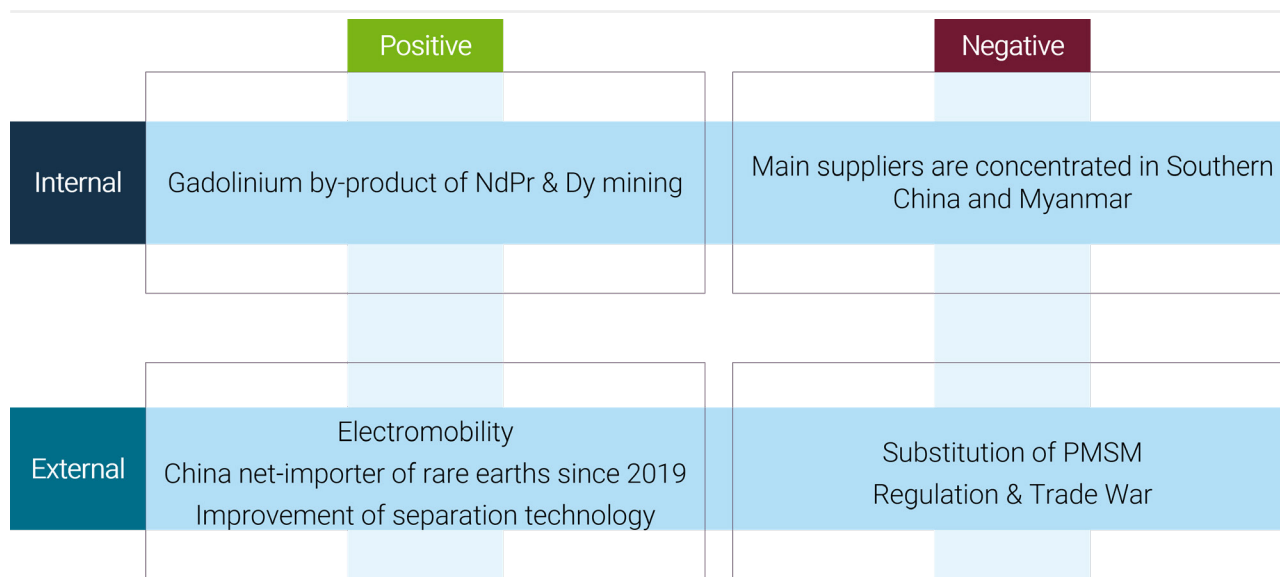 Positive
Negative
Internal
Gadolinium by-product of NdPr & Dy mining
Main suppliers are concentrated in Southern
China and Myanmar
External
Electromobility
China net-importer of rare earths since 2019
Improvement of separation technology
Substitution of PMSM
Regulation & Trade War